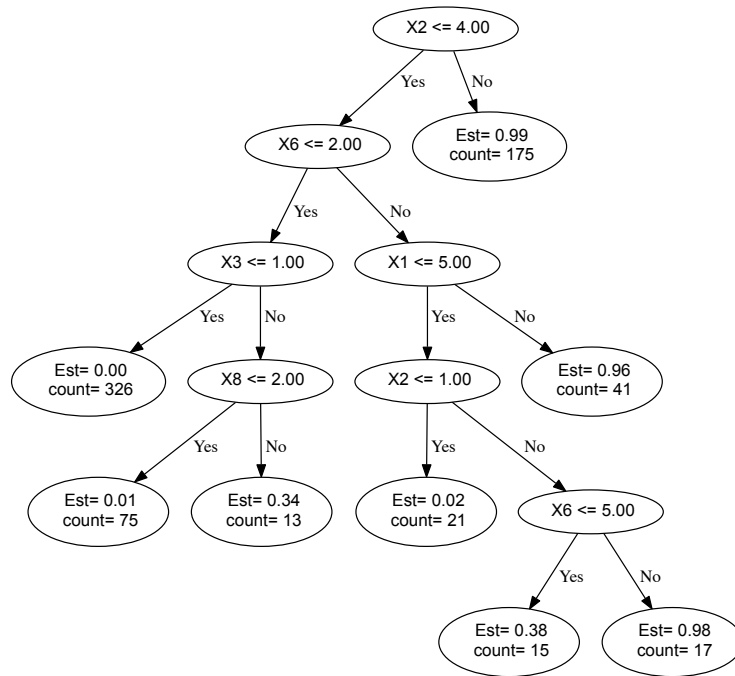 X2 <= 4.00
Yes
No
X6 <= 2.00
Est= 0.99
count= 175
Yes
No
X3 <= 1.00
X1 <= 5.00
Yes
No
Yes
No
Est= 0.00
count= 326
X8 <= 2.00
X2 <= 1.00
Est= 0.96
count= 41
Yes
No
Yes
No
Est= 0.01
count= 75
Est= 0.34
count= 13
Est= 0.02
count= 21
X6 <= 5.00
Yes
No
Est= 0.38
count= 15
Est= 0.98
count= 17